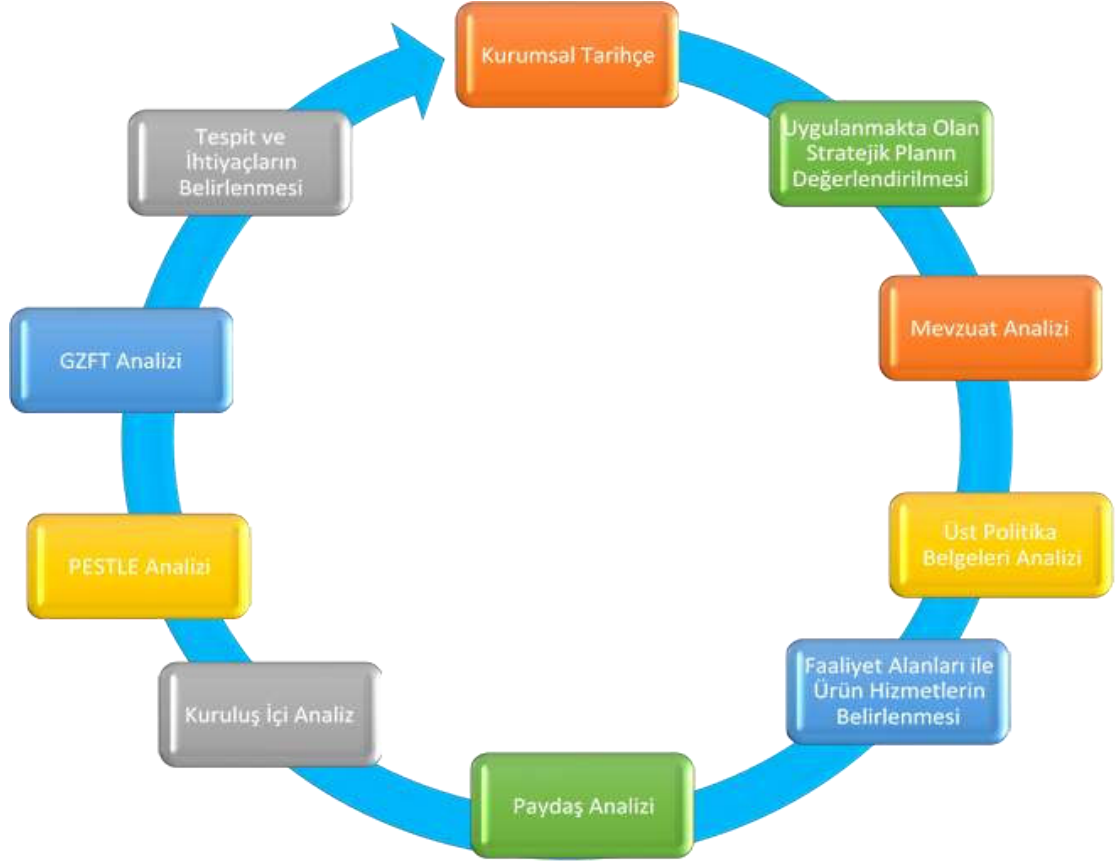 Kurumsal Tarihçe
Uygulanmakta Olan
Stratejik Planın
Değerlendirilmesi
Mevzuat Analizi
Üst Politika
Belgeleri Analizi
Faaliyet Alanları ile
Ürün Hizmetlerin
Belirlenmesi
Paydaş Analizi
Kuruluş İçi Analiz
PESTLE Analizi
GZFT Analizi
Tespit ve
İhtiyaçların
Belirlenmesi